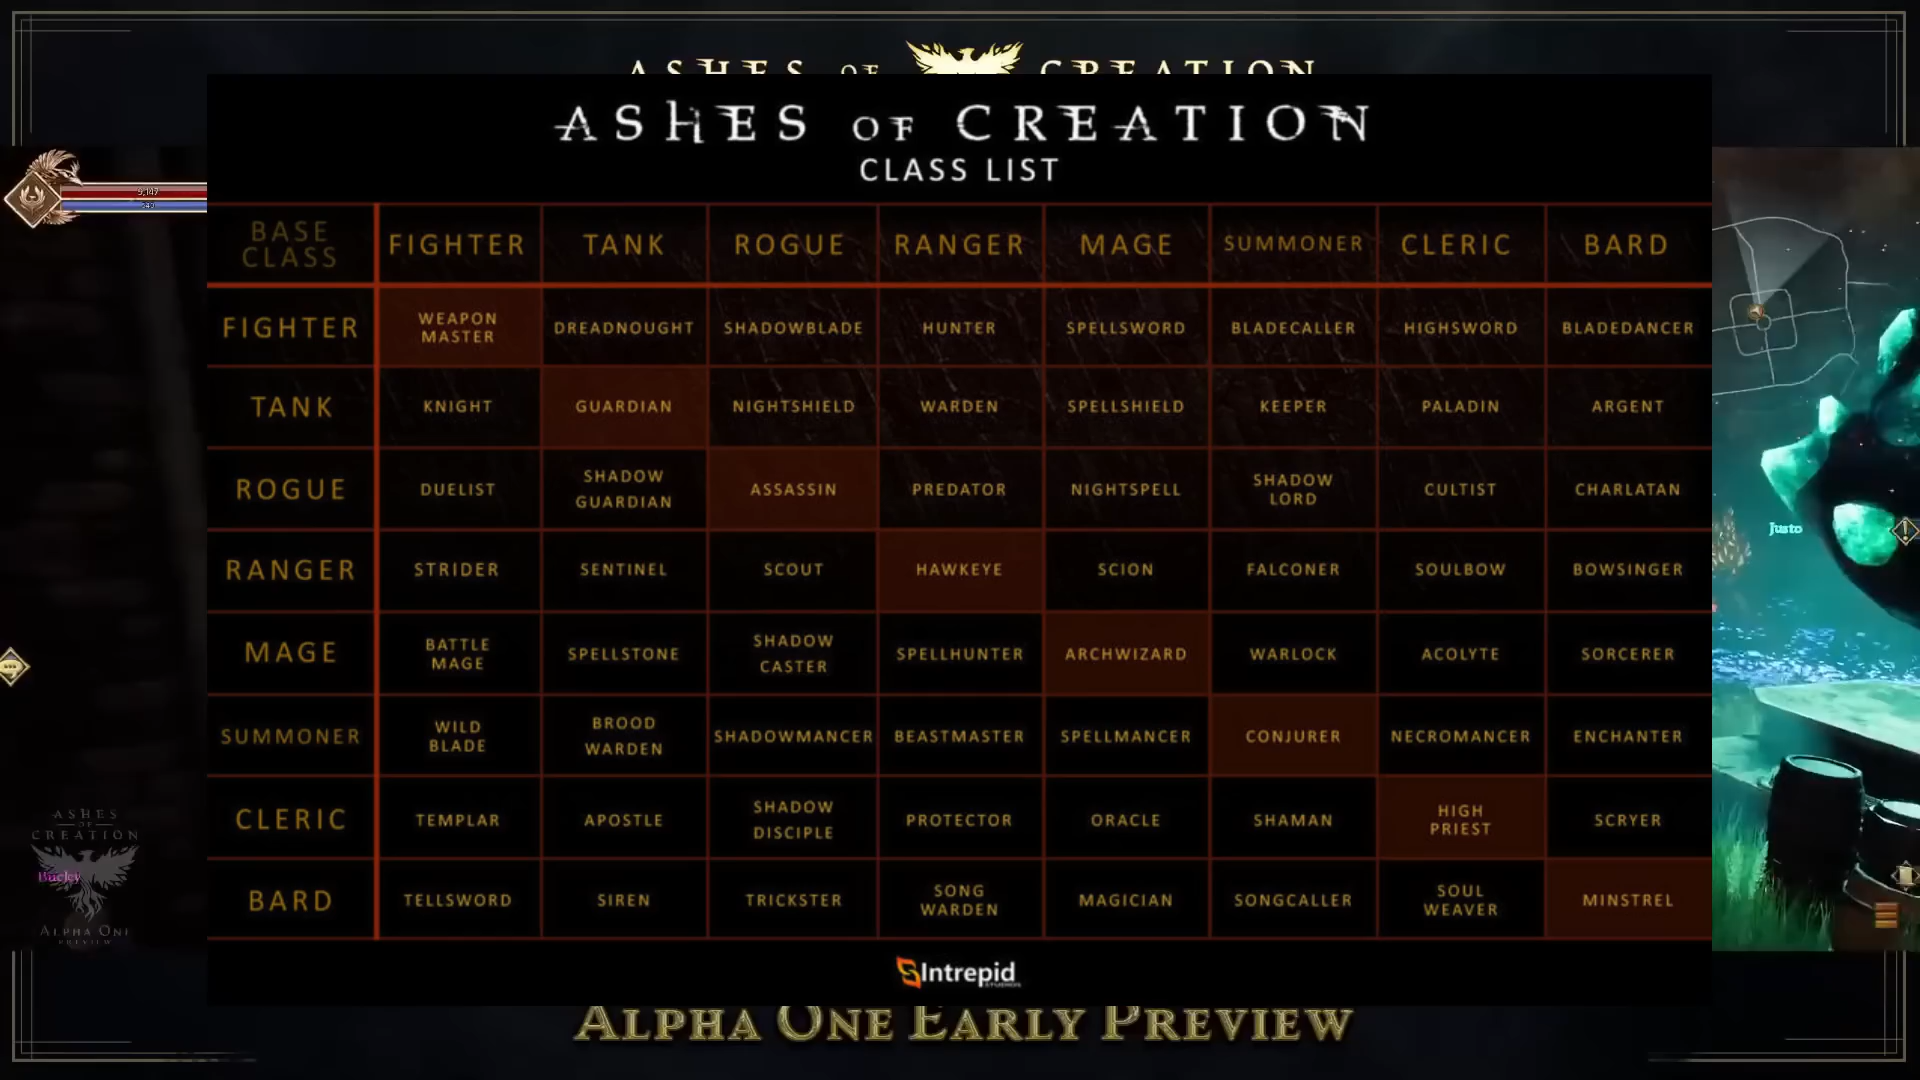 ASHES OF CREATION
ASHES OF CREATION
CLASS LIST
BASE CLASS FIGHTER TANK ROGUE RANGER MAGE SUMMONER CLERIC BARD
FIGHTER WEAPON MASTER DREADNOUGHT SHADOWBLADE HUNTER SPELLSWORD BLADECALLER HIGHSWORD BLADEDANCER
TANK KNIGHT GUARDIAN NIGHTSHIELD WARDEN SPELLSHIELD KEEPER PALADIN ARGENT
ROGUE DUELIST SHADOW GUARDIAN ASSASSIN PREDATOR NIGHTSPELL SHADOW LORD CULTIST CHARLATAN
RANGER STRIDER SENTINEL SCOUT HAWKEYE SCION FALCONER SOULBOW BOWSINGER
MAGE BATTLE MAGE SPELLSTONE SHADOW CASTER SPELLHUNTER ARCHWIZARD WARLOCK ACOLYTE SORCERER
SUMMONER WILD BLADE BROOD WARDEN SHADOWMANCER BEASTMASTER SPELLMANCER CONJURER NECROMANCER ENCHANTER
CLERIC TEMPLAR APOSTLE SHADOW DISCIPLE PROTECTOR ORACLE SHAMAN HIGH PRIEST SCRYER
BARD TELLSWORD SIREN TRICKSTER SONG WARDEN MAGICIAN SONGCALLER SOUL WEAVER MINSTREL
Intrepid
STUDIOS
ALPHA ONE EARLY PREVIEW
Justo
ASHES
OF
CREATION
ALPHA ONE
PREVIEW